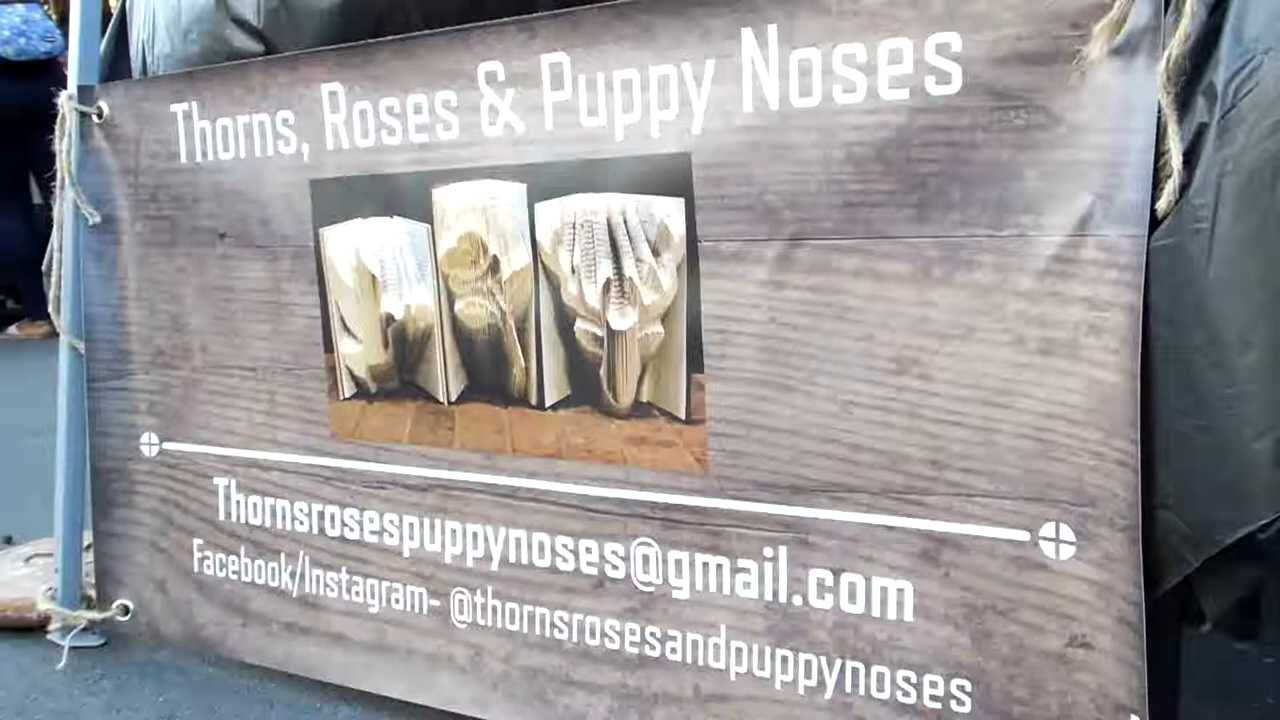 Thorns, Roses & Puppy Noses
Thornsrosespuppynoses@gmail.com
Facebook/Instagram- @thornsrosesandpuppynoses